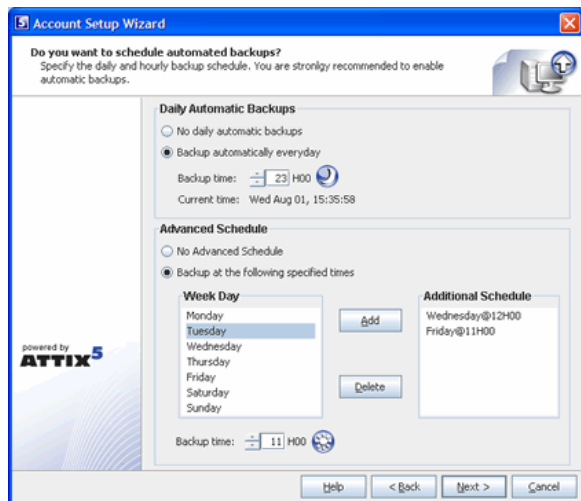 5 Account Setup Wizard
Do you want to schedule automated backups?
Specify the daily and hourly backup schedule. You are stronlgy recommended to enable
automatic backups.
Daily Automatic Backups
No daily automatic backups
Backup automatically everyday
Backup time: 23 H00
Current time: Wed Aug 01, 15:35:58
Advanced Schedule
No Advanced Schedule
Backup at the following specified times
Week Day
Monday
Tuesday
Wednesday
Thursday
Friday
Saturday
Sunday
Add
Delete
Additional Schedule
Wednesday@12H00
Friday@11H00
Backup time: 11 H00
powered by
ATTIX5
Help
< Back
Next >
Cancel